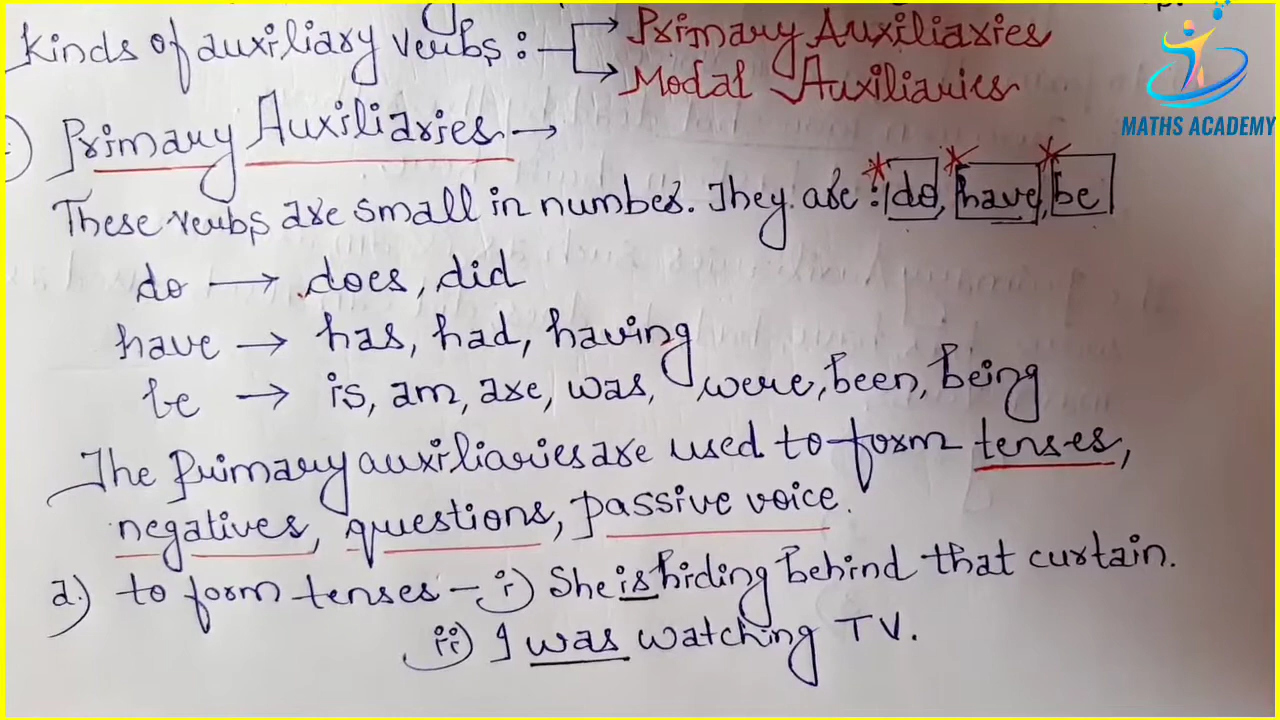 Kinds of auxiliary verbs : Primary Auxiliaries
Modal Auxiliaries
MATHS ACADEMY
Primary Auxiliaries →
These verbs are small in number. They are : do, have, be
do → does, did
have → has, had, having
be → is, am, are, was, were, been, being
The primary auxiliaries are used to form tenses,
negatives, questions, passive voice.
a.) to form tenses - i) She is hiding behind that curtain.
ii) I was watching TV.